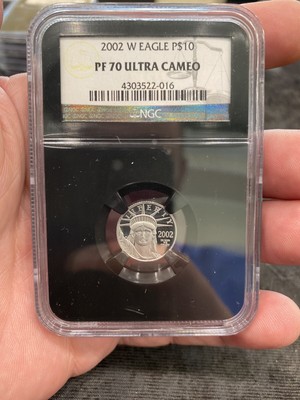 2002 W EAGLE P$10
PF 70 ULTRA CAMEO
4303522-016
NGC
LIBERTY
2002